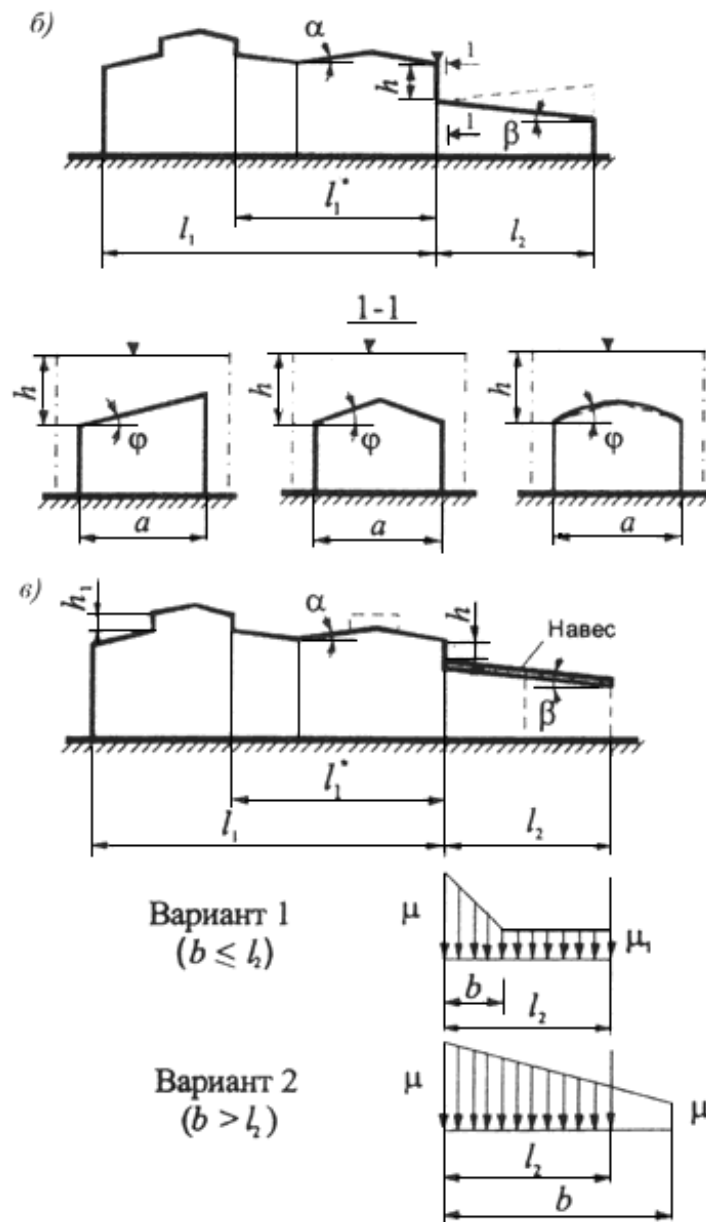 б)
α
1
h
1
β
l₁*
l₁
l₂
1-1
h
φ
a
h
φ
a
h
φ
a
в)
h₁
α
h
Навес
β
l₁*
l₁
l₂
Вариант 1
(b ≤ l₂)
μ
μ₁
b
l₂
Вариант 2
(b > l₂)
μ
μ
l₂
b